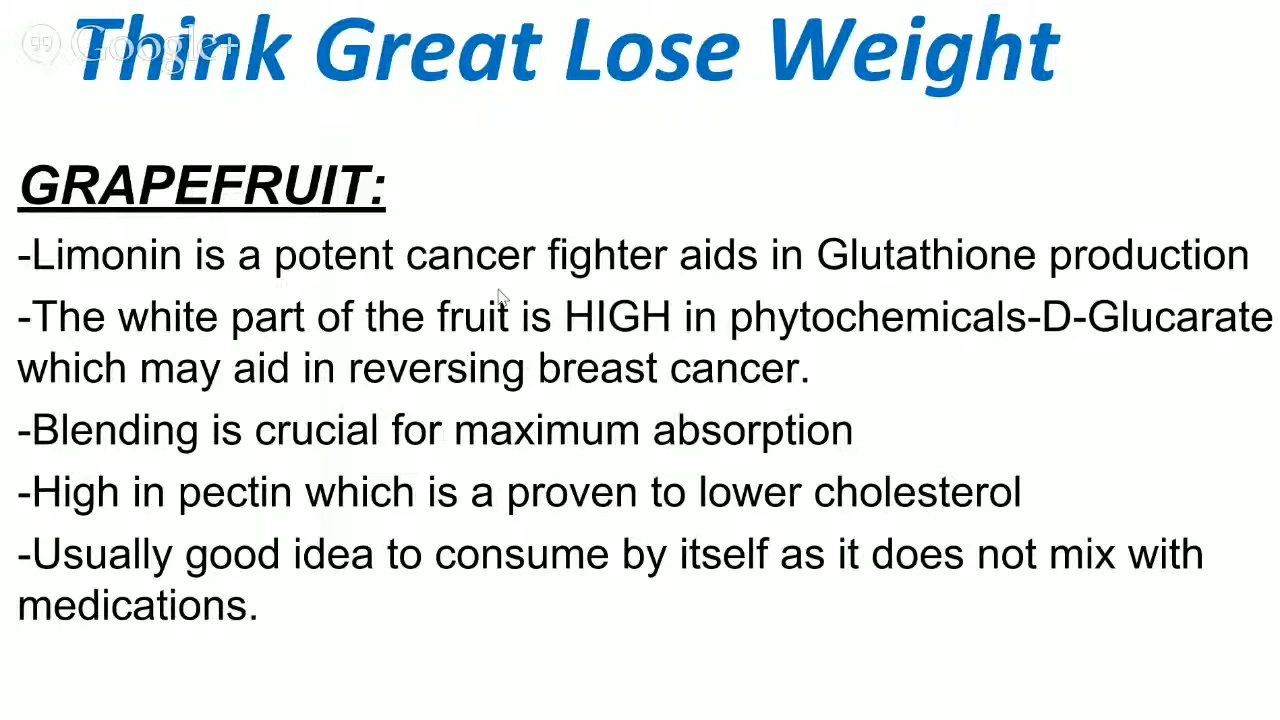 Google+
Think Great Lose Weight
GRAPEFRUIT:
-Limonin is a potent cancer fighter aids in Glutathione production
-The white part of the fruit is HIGH in phytochemicals-D-Glucarate
which may aid in reversing breast cancer.
-Blending is crucial for maximum absorption
-High in pectin which is a proven to lower cholesterol
-Usually good idea to consume by itself as it does not mix with
medications.